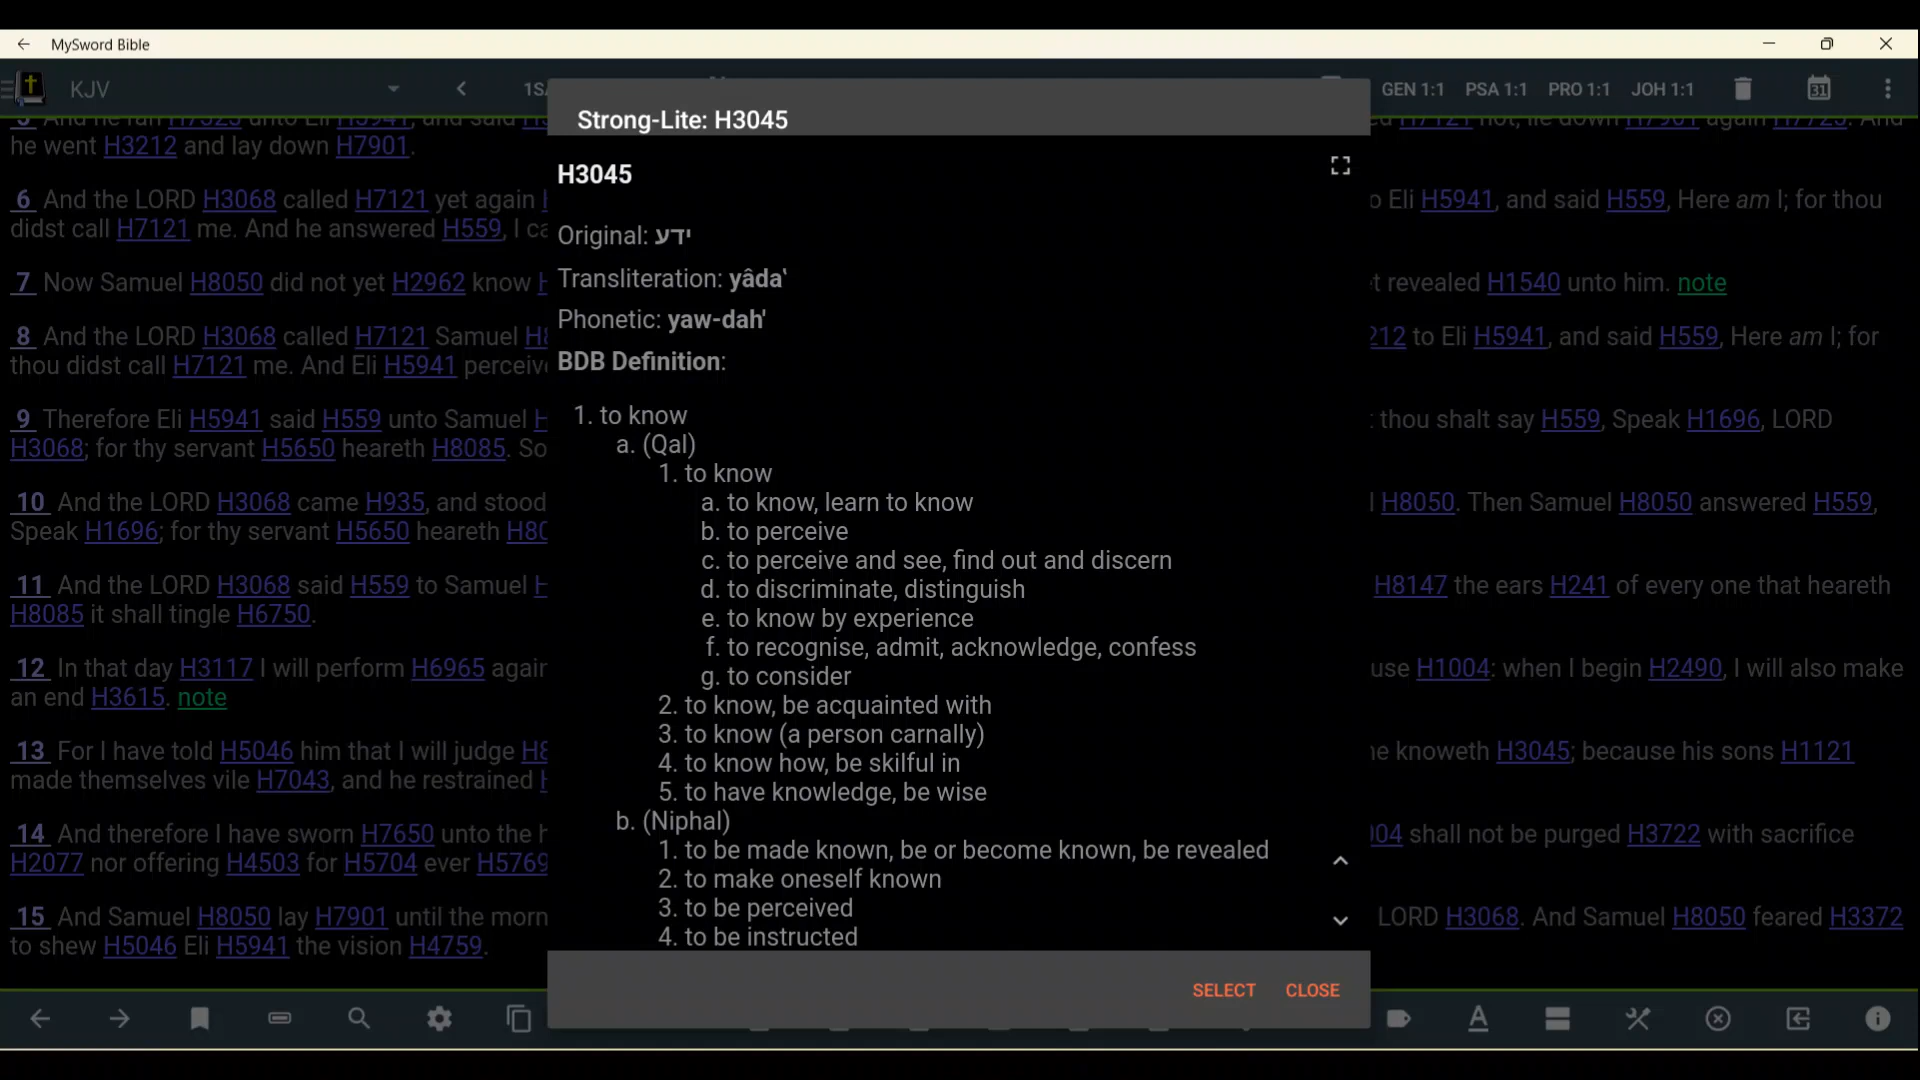 MySword Bible
KJV
1SA
GEN 1:1 PSA 1:1 PRO 1:1 JOH 1:1
31
Strong-Lite: H3045
H3045
Original: ידע
Transliteration: yâda‛
Phonetic: yaw-dah'
BDB Definition:
1. to know
a. (Qal)
1. to know
a. to know, learn to know
b. to perceive
c. to perceive and see, find out and discern
d. to discriminate, distinguish
e. to know by experience
f. to recognise, admit, acknowledge, confess
g. to consider
2. to know, be acquainted with
3. to know (a person carnally)
4. to know how, be skilful in
5. to have knowledge, be wise
b. (Niphal)
1. to be made known, be or become known, be revealed
2. to make oneself known
3. to be perceived
4. to be instructed
SELECT CLOSE
he went H3212 and lay down H7901.
6 And the LORD H3068 called H7121 yet again
Eli H5941, and said H559, Here am I; for thou
didst call H7121 me. And he answered H559, I
7 Now Samuel H8050 did not yet H2962 know
revealed H1540 unto him. note
8 And the LORD H3068 called H7121 Samuel
to Eli H5941, and said H559, Here am I; for
thou didst call H7121 me. And Eli H5941
9 Therefore Eli H5941 said H559 unto Samuel
thou shalt say H559, Speak H1696, LORD
H3068; for thy servant H5650 heareth H8085. So
10 And the LORD H3068 came H935, and stood
H8050. Then Samuel H8050 answered H559,
Speak H1696; for thy servant H5650 heareth
11 And the LORD H3068 said H559 to Samuel
H8147 the ears H241 of every one that heareth
H8085 it shall tingle H6750.
12 In that day H3117 I will perform H6965
H1004: when I begin H2490, I will also make
an end H3615. note
13 For I have told H5046 him that I will judge
knoweth H3045; because his sons H1121
made themselves vile H7043, and he restrained
14 And therefore I have sworn H7650 unto the
shall not be purged H3722 with sacrifice
H2077 nor offering H4503 for H5704 ever H5769
15 And Samuel H8050 lay H7901 until the
LORD H3068. And Samuel H8050 feared H3372
to shew H5046 Eli H5941 the vision H4759.